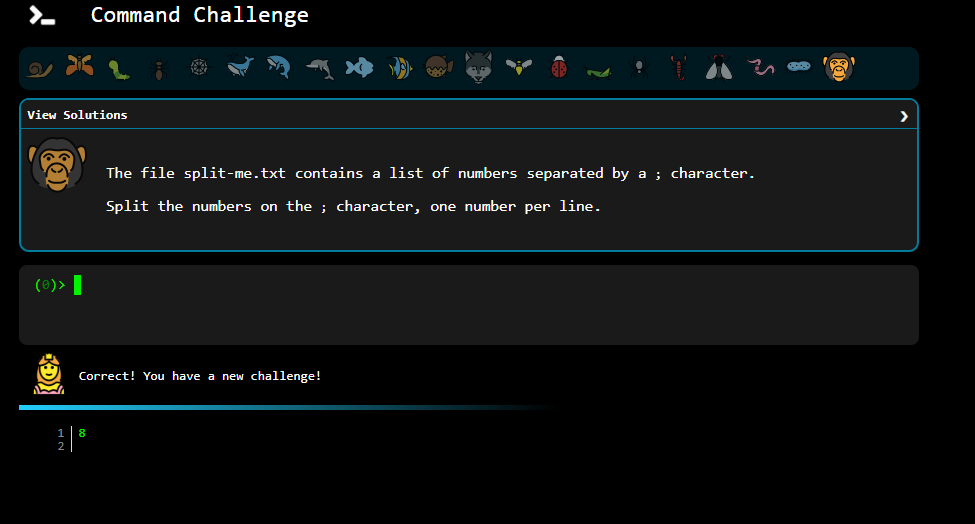 Command Challenge
View Solutions
The file split-me.txt contains a list of numbers separated by a ; character.
Split the numbers on the ; character, one number per line.
(0)>
Correct! You have a new challenge!
1 8
2